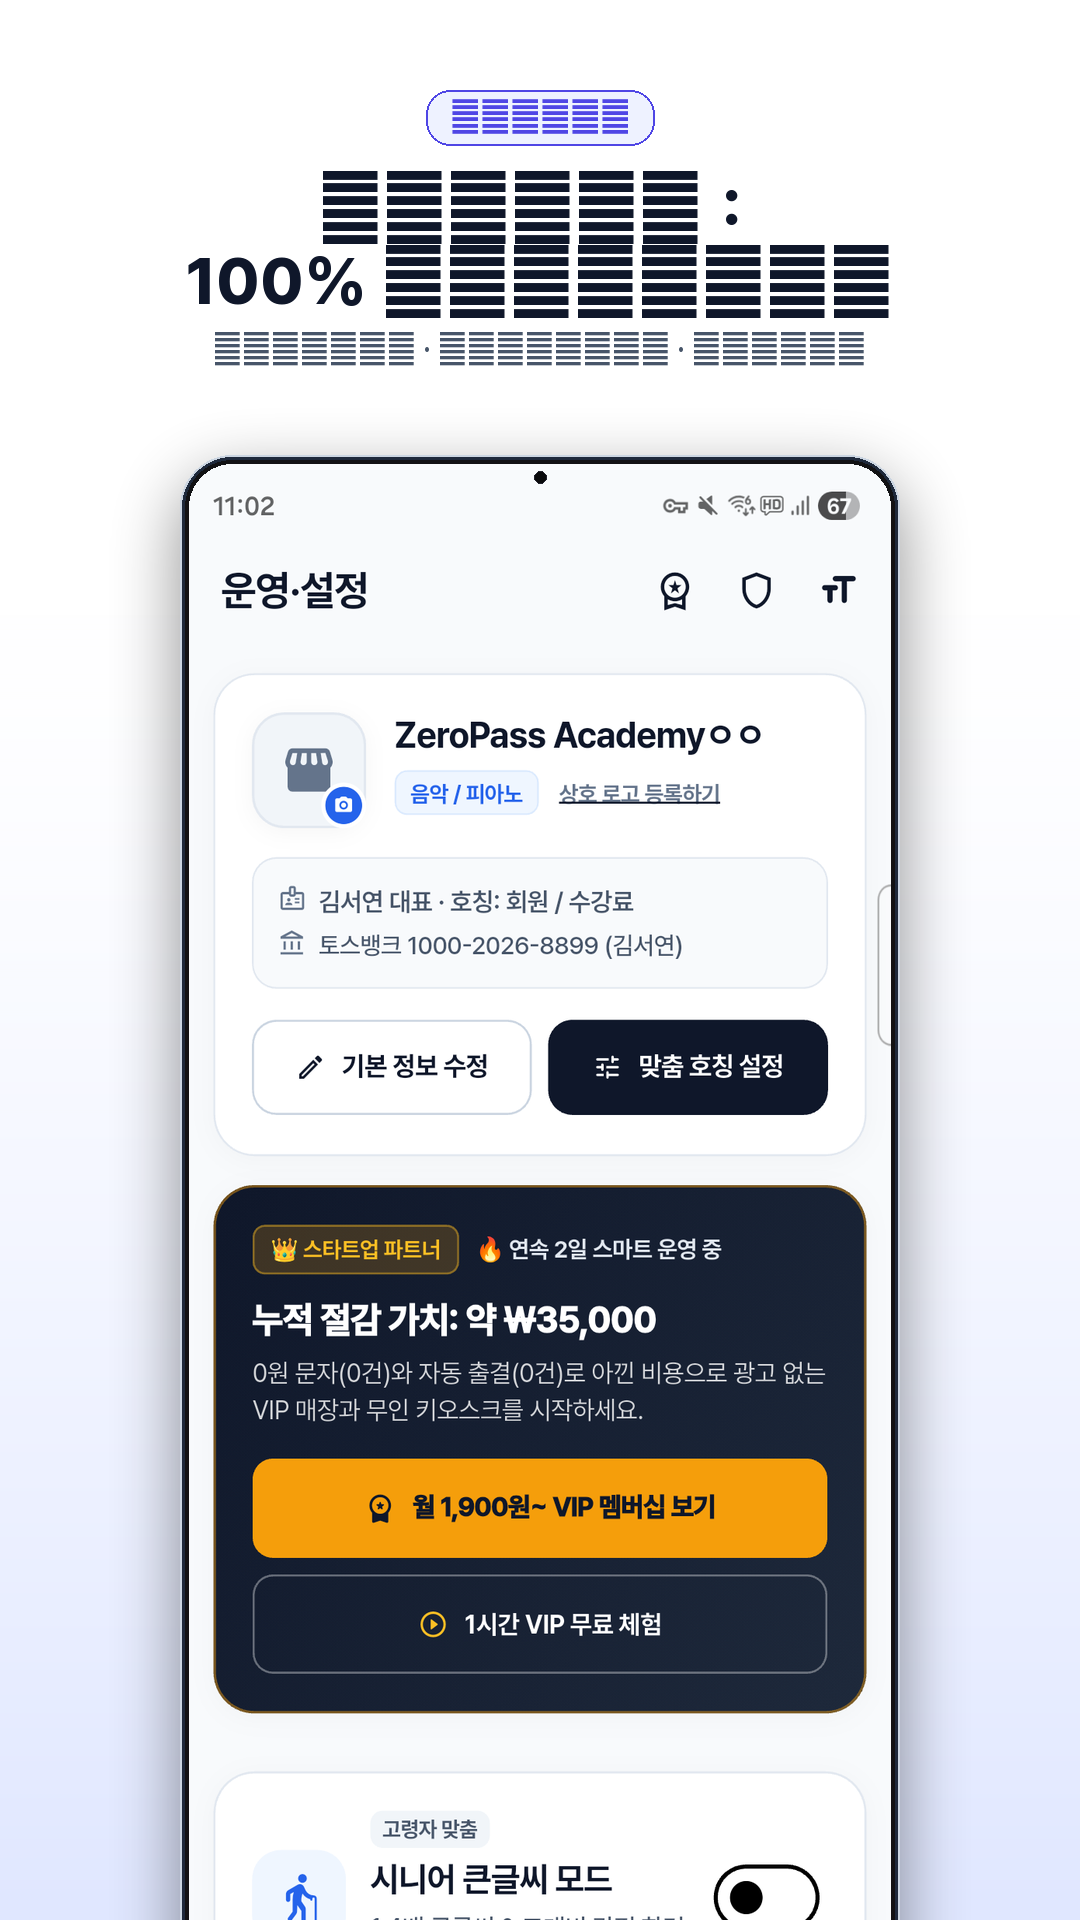 :
100%
· ·
11:02
HD
67
운영·설정
ZeroPass Academyㅇㅇ
음악 / 피아노
상호 로고 등록하기
김서연 대표 · 호칭: 회원 / 수강료
토스뱅크 1000-2026-8899 (김서연)
기본 정보 수정
맞춤 호칭 설정
👑 스타트업 파트너
🔥 연속 2일 스마트 운영 중
누적 절감 가치: 약 ₩35,000
0원 문자(0건)와 자동 출결(0건)로 아낀 비용으로 광고 없는
VIP 매장과 무인 키오스크를 시작하세요.
월 1,900원~ VIP 멤버십 보기
1시간 VIP 무료 체험
고령자 맞춤
시니어 큰글씨 모드